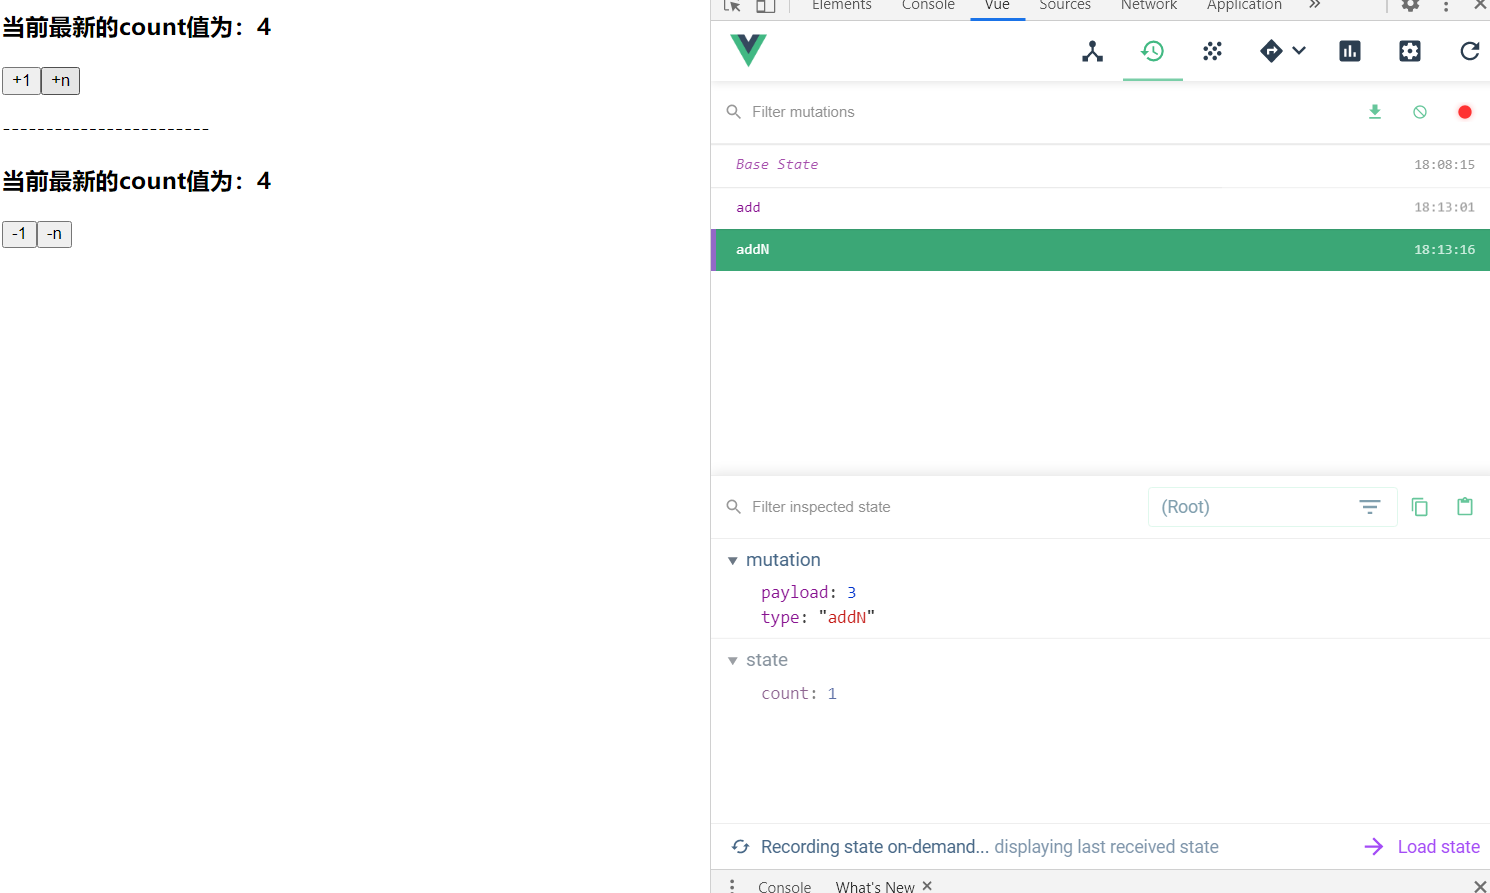 当前最新的count值为：4
+1 +n
------------------------
当前最新的count值为：4
-1 -n
Elements Console Vue Sources Network Application »
Filter mutations
Base State 18:08:15
add 18:13:01
addN 18:13:16
Filter inspected state (Root)
mutation
payload: 3
type: "addN"
state
count: 1
Recording state on-demand... displaying last received state Load state
Console What's New ×